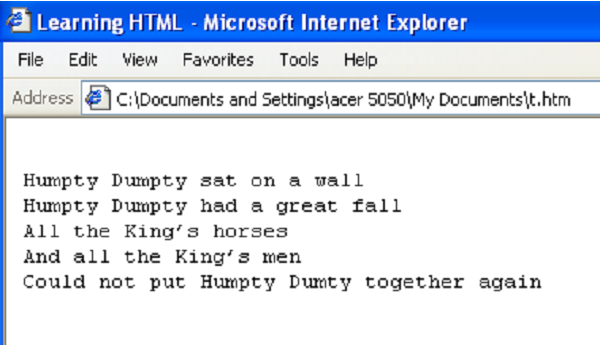 Learning HTML - Microsoft Internet Explorer
File Edit View Favorites Tools Help
Address C:\Documents and Settings\acer 5050\My Documents\t.htm
Humpty Dumpty sat on a wall
Humpty Dumpty had a great fall
All the King's horses
And all the King's men
Could not put Humpty Dumty together again